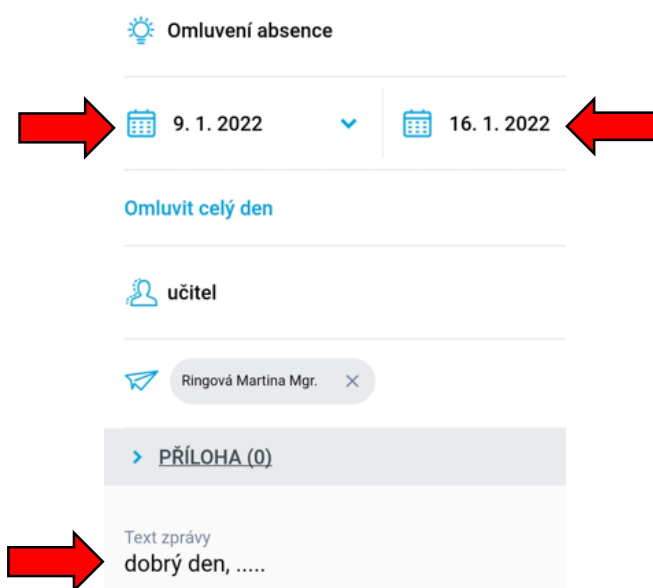 Omluvení absence
9. 1. 2022 16. 1. 2022
Omluvit celý den
učitel
Ringová Martina Mgr.
PŘÍLOHA (0)
Text zprávy
dobrý den, .....